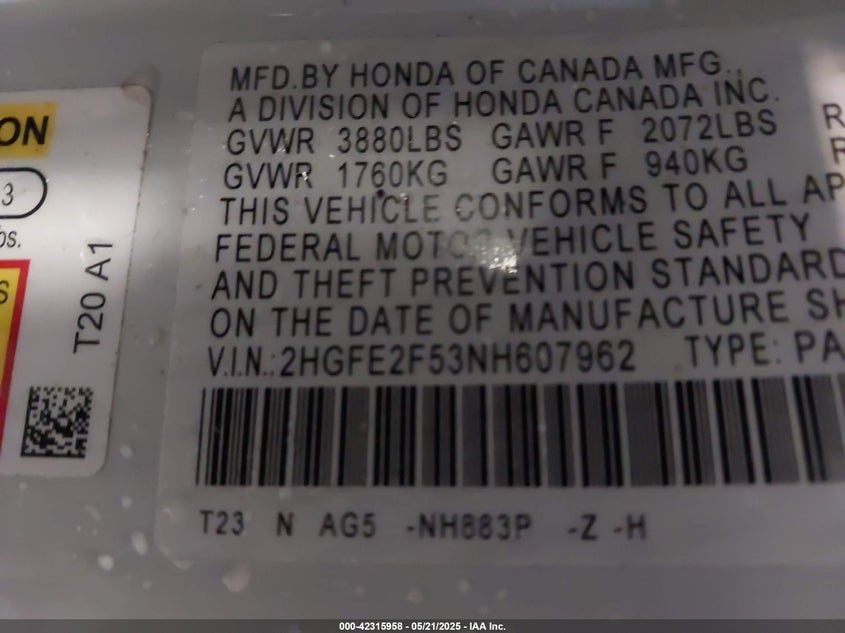 MFD.BY HONDA OF CANADA MFG.,
A DIVISION OF HONDA CANADA INC.
GVWR 3880LBS GAWR F 2072LBS R
GVWR 1760KG GAWR F 940KG R
THIS VEHICLE CONFORMS TO ALL AP
FEDERAL MOTOR VEHICLE SAFETY
AND THEFT PREVENTION STANDARD
ON THE DATE OF MANUFACTURE SH
V.I.N.:2HGFE2F53NH607962 TYPE: PA
T23 N AG5 -NH883P -Z -H
ON
3
bs.
S
T20 A1
000-42315958 - 05/21/2025 - IAA Inc.